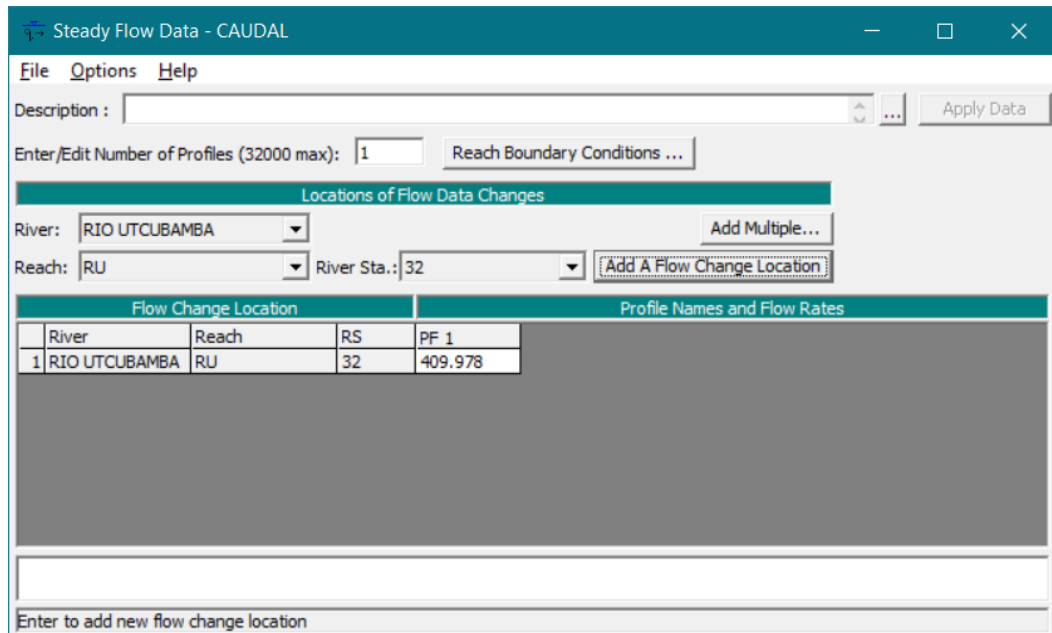 Steady Flow Data - CAUDAL
File Options Help
Description : ... Apply Data
Enter/Edit Number of Profiles (32000 max): 1 Reach Boundary Conditions ...
Locations of Flow Data Changes
River: RIO UTCUBAMBA Add Multiple...
Reach: RU River Sta.: 32 Add A Flow Change Location
Flow Change Location Profile Names and Flow Rates
River Reach RS PF 1
1 RIO UTCUBAMBA RU 32 409.978
Enter to add new flow change location